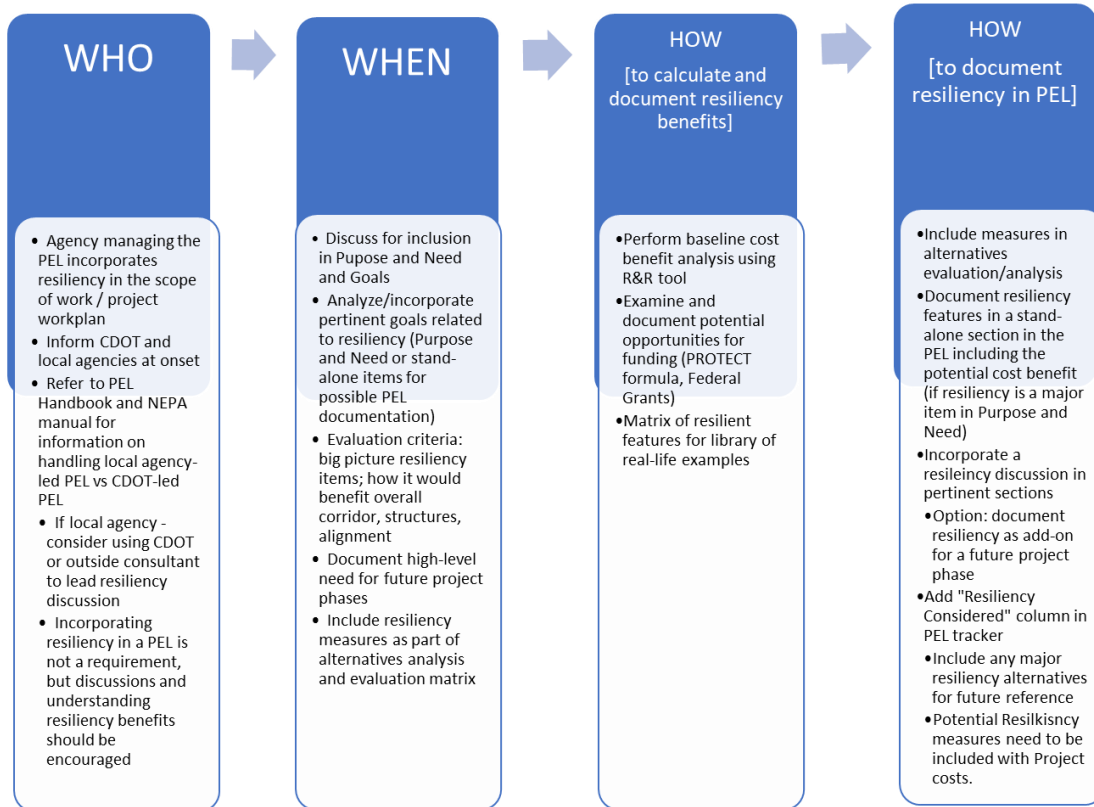 WHO
• Agency managing the
PEL incorporates
resiliency in the scope
of work / project
workplan
• Inform CDOT and
local agencies at onset
• Refer to PEL
Handbook and NEPA
manual for
information on
handling local agency-
led PEL vs CDOT-led
PEL
• If local agency -
consider using CDOT
or outside consultant
to lead resiliency
discussion
• Incorporating
resiliency in a PEL is
not a requirement,
but discussions and
understanding
resiliency benefits
should be
encouraged
WHEN
• Discuss for inclusion
in Pupose and Need
and Goals
• Analyze/incorporate
pertinent goals related
to resiliency (Purpose
and Need or stand-
alone items for
possible PEL
documentation)
• Evaluation criteria:
big picture resiliency
items; how it would
benefit overall
corridor, structures,
alignment
• Document high-level
need for future project
phases
• Include resiliency
measures as part of
alternatives analysis
and evaluation matrix
HOW
[to calculate and
document resiliency
benefits]
•Perform baseline cost
benefit analysis using
R&R tool
•Examine and
document potential
opportunities for
funding (PROTECT
formula, Federal
Grants)
•Matrix of resilient
features for library of
real-life examples
HOW
[to document
resiliency in PEL]
•Include measures in
alternatives
evaluation/analysis
•Document resiliency
features in a stand-
alone section in the
PEL including the
potential cost benefit
(if resiliency is a major
item in Purpose and
Need)
•Incorporate a
resileincy discussion in
pertinent sections
•Option: document
resiliency as add-on
for a future project
phase
•Add "Resiliency
Considered" column in
PEL tracker
•Include any major
resiliency alternatives
for future reference
•Potential Resilkisncy
measures need to be
included with Project
costs.